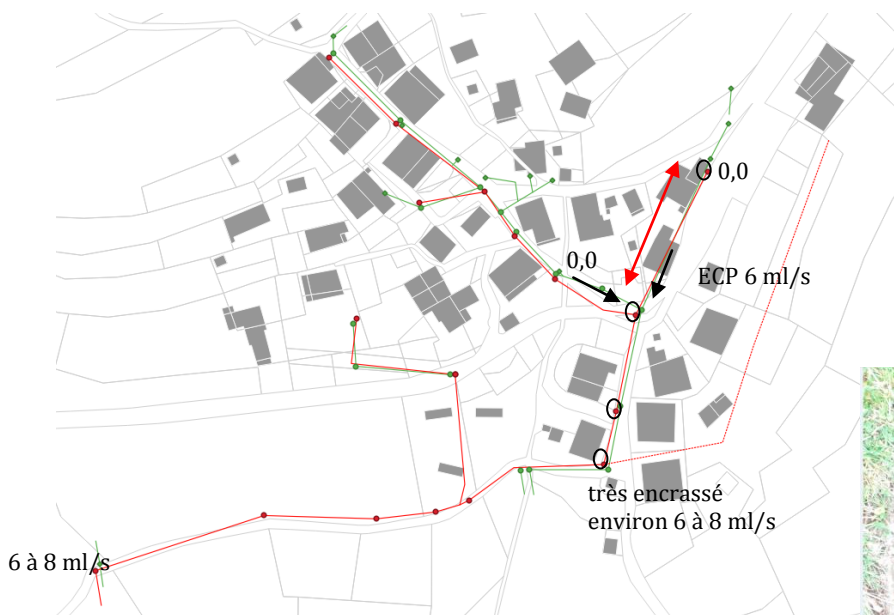 0,0
0,0
ECP 6 ml/s
très encrassé
environ 6 à 8 ml/s
6 à 8 ml/s